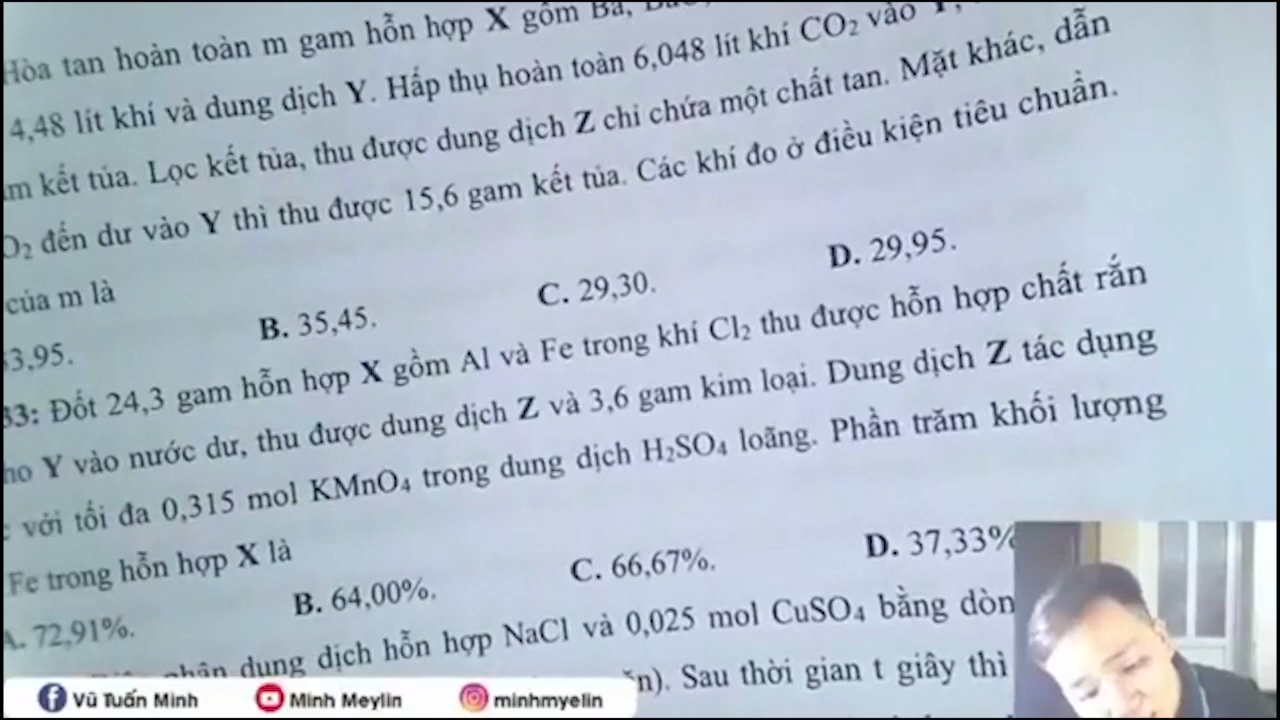 Hòa tan hoàn toàn m gam hỗn hợp X gồm Ba,
4,48 lít khí và dung dịch Y. Hấp thụ hoàn toàn 6,048 lít khí CO2 vào Y,
kết tủa. Lọc kết tủa, thu được dung dịch Z chỉ chứa một chất tan. Mặt khác, dẫn
đến dư vào Y thì thu được 15,6 gam kết tủa. Các khí đo ở điều kiện tiêu chuẩn.
của m là
3,95. B. 35,45. C. 29,30. D. 29,95.
33: Đốt 24,3 gam hỗn hợp X gồm Al và Fe trong khí Cl2 thu được hỗn hợp chất rắn
Y vào nước dư, thu được dung dịch Z và 3,6 gam kim loại. Dung dịch Z tác dụng
với tối đa 0,315 mol KMnO4 trong dung dịch H2SO4 loãng. Phần trăm khối lượng
Fe trong hỗn hợp X là
A. 72,91%. B. 64,00%. C. 66,67%. D. 37,33%
phân dung dịch hỗn hợp NaCl và 0,025 mol CuSO4 bằng dòn
Sau thời gian t giây thì
Vũ Tuấn Minh Minh Meylin minhmyelin